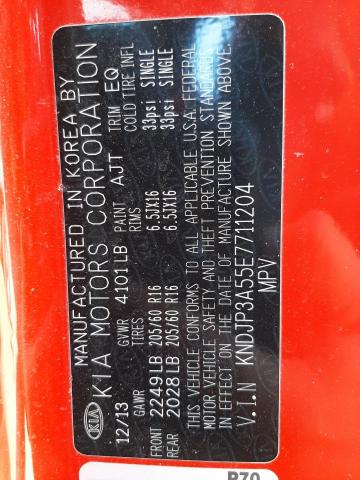 MANUFACTURED IN KOREA BY
KIA KIA MOTORS CORPORATION
12/13 GVWR 4101LB PAINT AJT TRIM EQ
GAWR TIRES RIMS COLD TIRE INFL
FRONT 2249LB 205/60 R16 6.5JX16 33psi SINGLE
REAR 2028LB 205/60 R16 6.5JX16 33psi SINGLE
THIS VEHICLE CONFORMS TO ALL APPLICABLE U.S.A. FEDERAL
MOTOR VEHICLE SAFETY AND THEFT PREVENTION STANDARDS
IN EFFECT ON THE DATE OF MANUFACTURE SHOWN ABOVE.
V.I.N KNDJP3A55E7711204
MPV